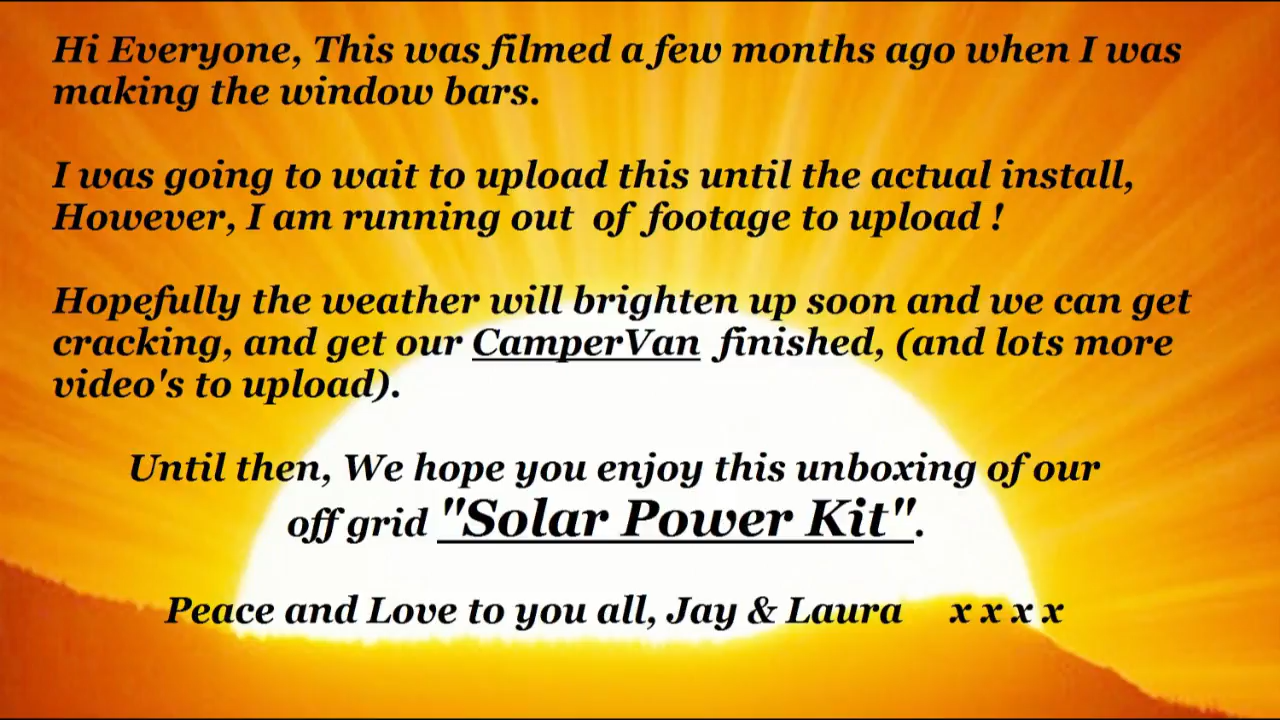 Hi Everyone, This was filmed a few months ago when I was
making the window bars.
I was going to wait to upload this until the actual install,
However, I am running out of footage to upload !
Hopefully the weather will brighten up soon and we can get
cracking, and get our CamperVan finished, (and lots more
video's to upload).
Until then, We hope you enjoy this unboxing of our
off grid "Solar Power Kit".
Peace and Love to you all, Jay & Laura x x x x